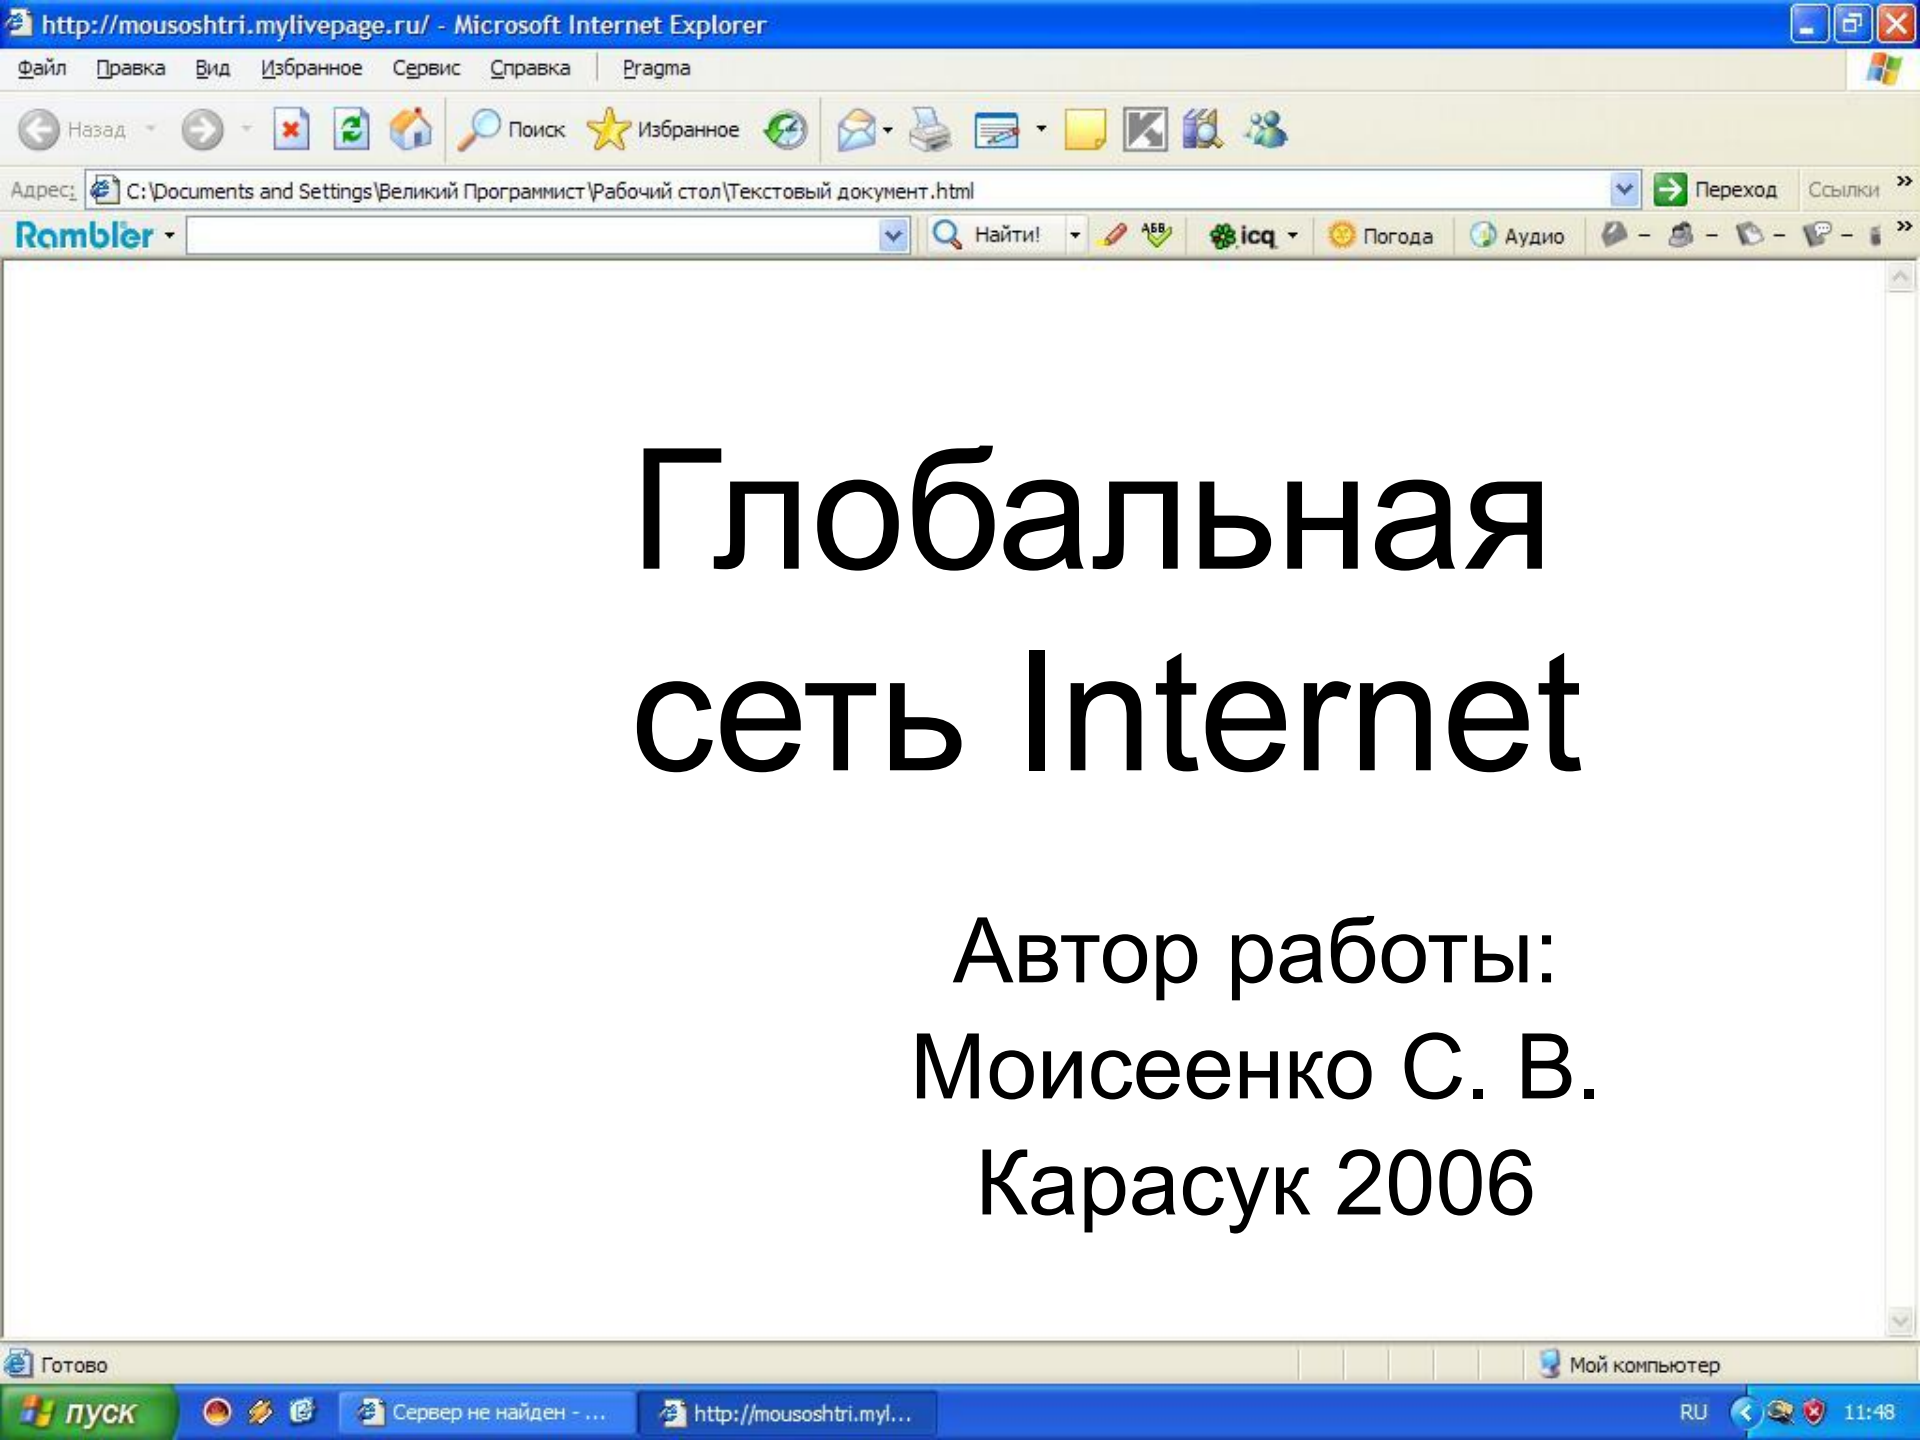 http://mousoshtri.mylivepage.ru/ - Microsoft Internet Explorer
Файл Правка Вид Избранное Сервис Справка Pragma
Назад Поиск Избранное
Адрес: C:\Documents and Settings\Великий Программист\Рабочий стол\Текстовый документ.html Переход Ссылки »
Rambler Найти! АБВ icq Погода Аудио »
Глобальная
сеть Internet
Автор работы:
Моисеенко С. В.
Карасук 2006
Готово Мой компьютер
пуск Сервер не найден - ... http://mousoshtri.myl... RU 11:48